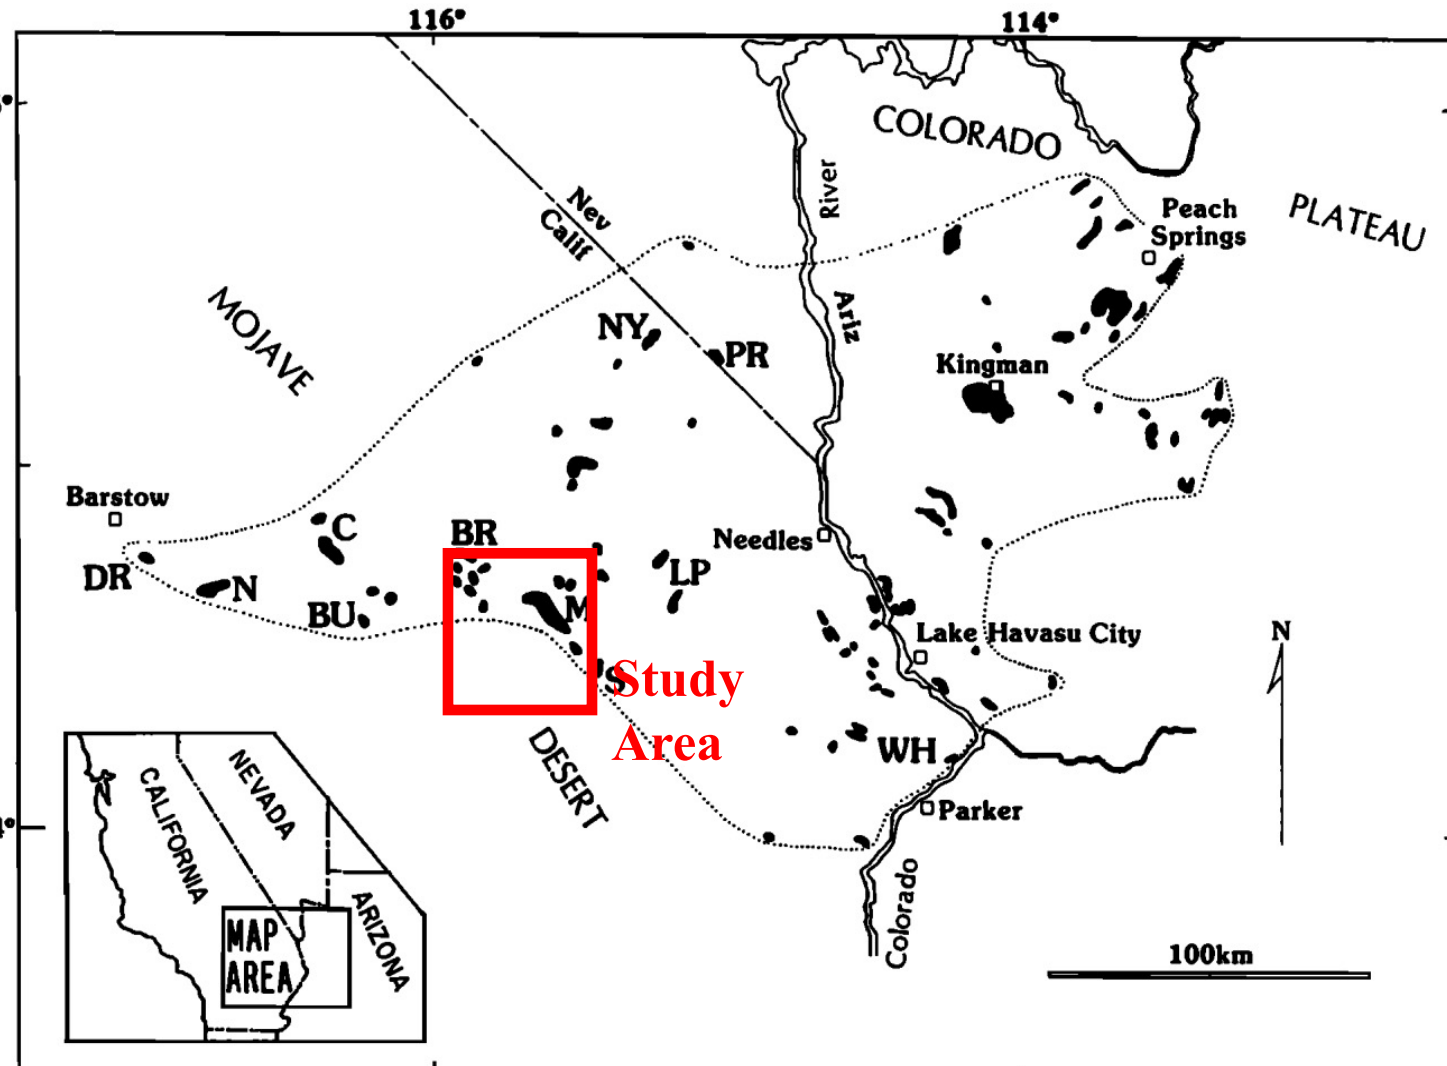 116°
114°
COLORADO
PLATEAU
River
Peach
Springs
Nev
Calif
MOJAVE
Ariz
NY
PR
Kingman
Barstow
C
BR
Needles
DR
N
BU
LP
M
Lake Havasu City
N
S
Study
Area
DESERT
WH
Parker
Colorado
CALIFORNIA
NEVADA
ARIZONA
MAP
AREA
100km